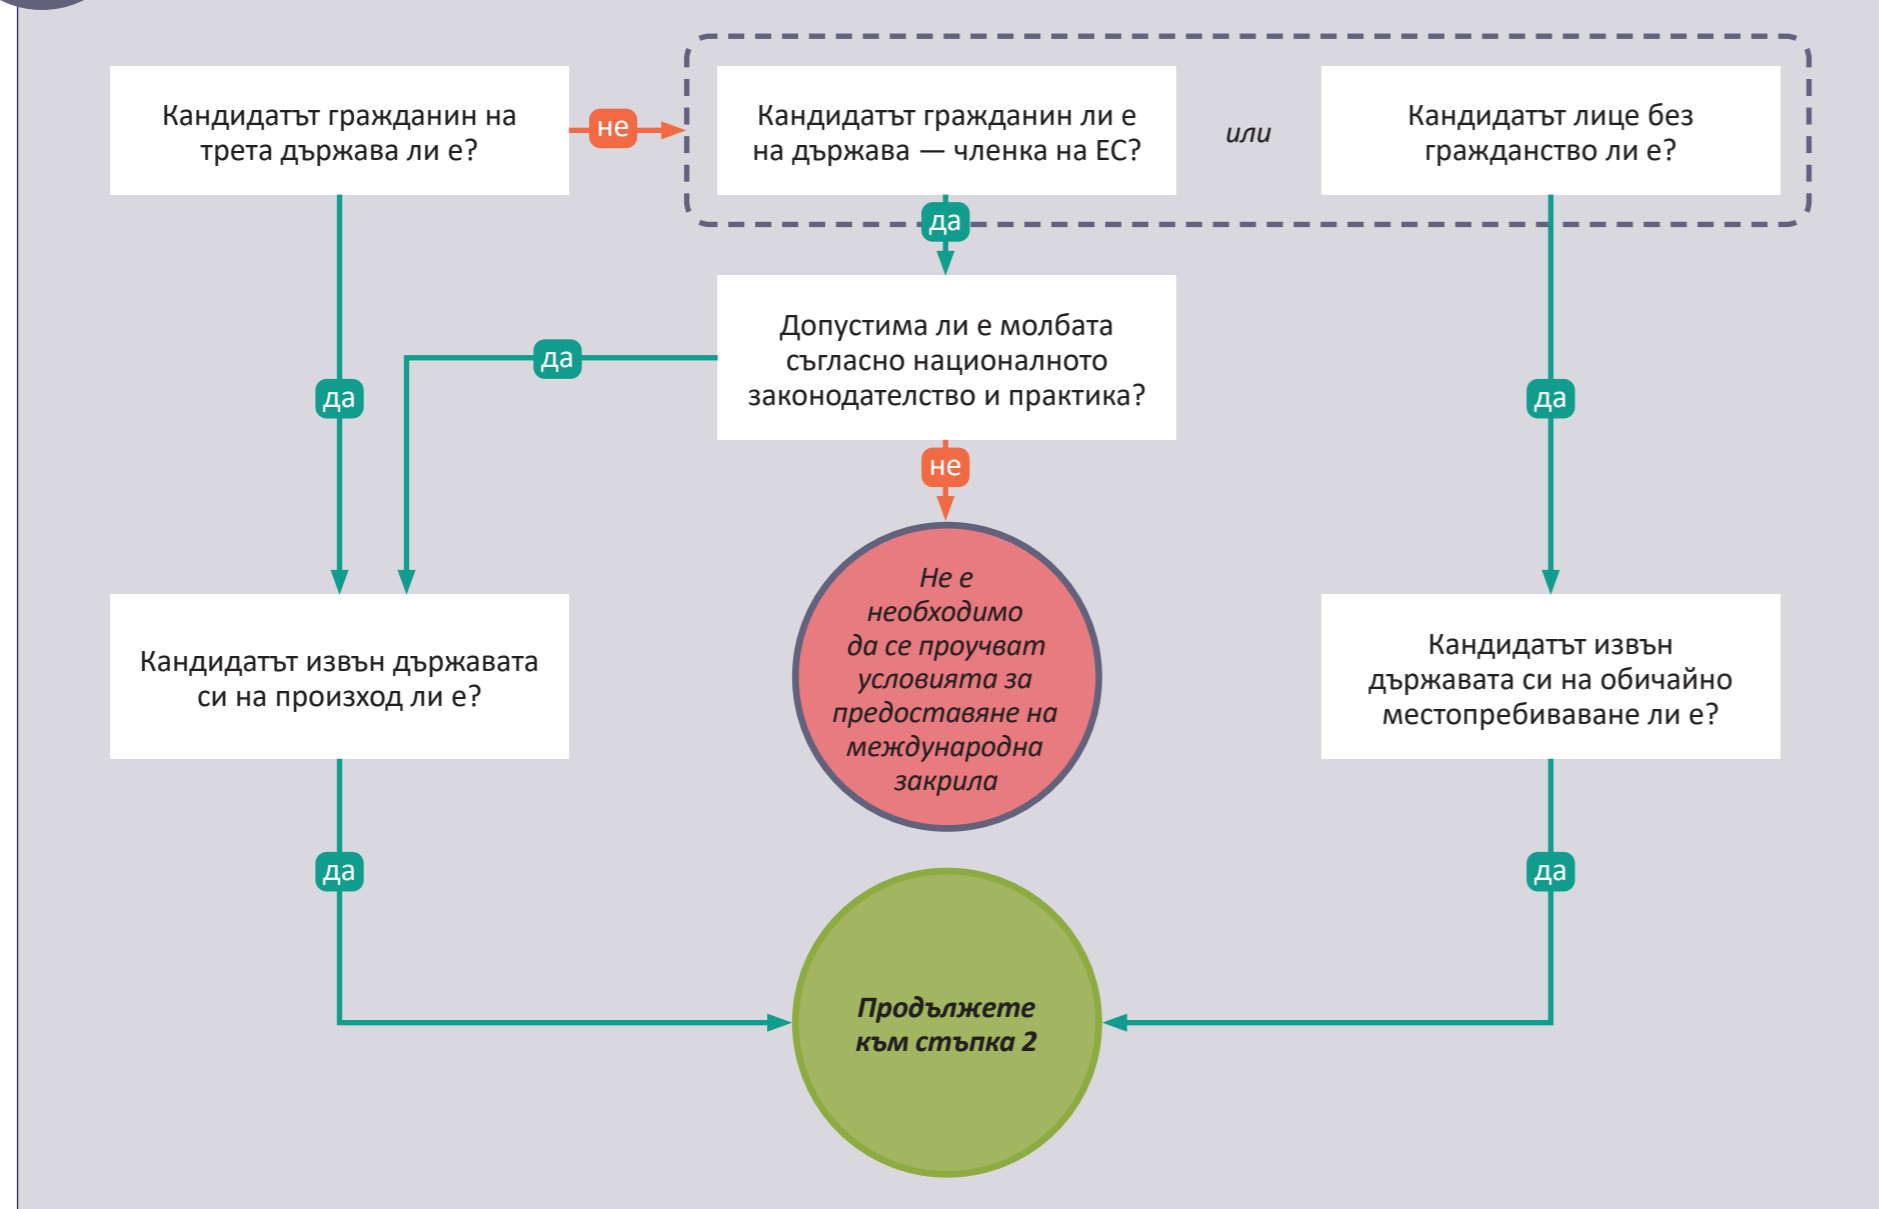 Кандидатът гражданин на
трета държава ли е?
не
Кандидатът гражданин ли е
на държава — членка на ЕС?
или
Кандидатът лице без
гражданство ли е?
да
Допустима ли е молбата
съгласно националното
законодателство и практика?
да
да
да
не
Не е
необходимо
да се проучват
условията за
предоставяне на
международна
закрила
Кандидатът извън държавата
си на произход ли е?
Кандидатът извън
държавата си на обичайно
местопребиваване ли е?
да
да
Продължете
към стъпка 2